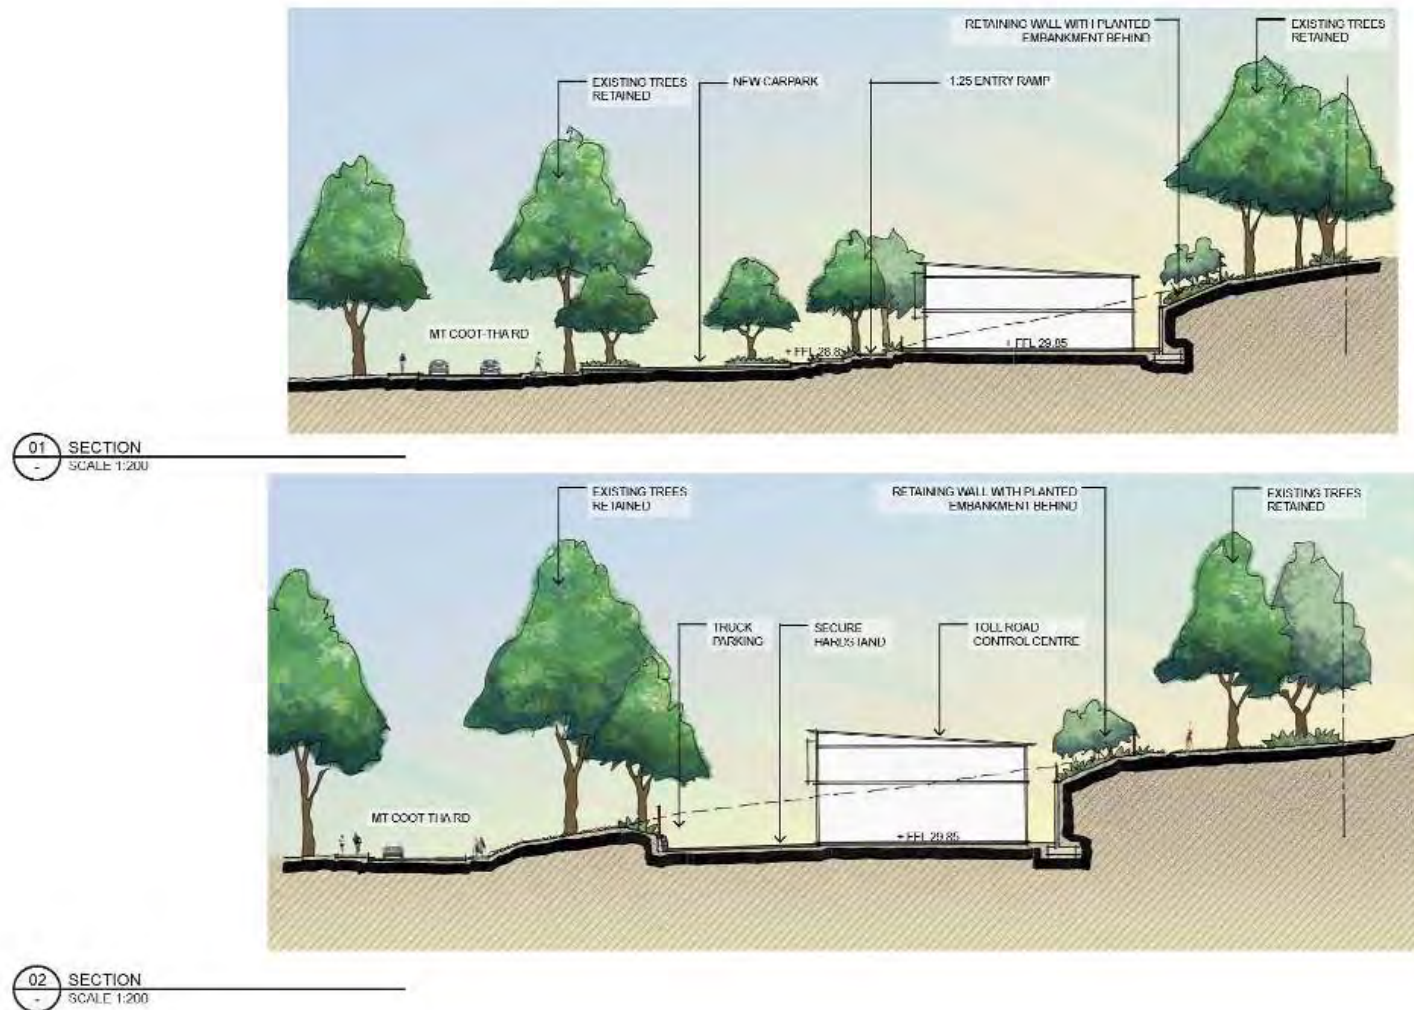 RETAINING WALL WITH PLANTED
EMBANKMENT BEHIND
EXISTING TREES
RETAINED
EXISTING TREES
RETAINED
NEW CARPARK
1:25 ENTRY RAMP
MT COOT-THA RD
+ FFL 28.8
+ FFL 29.85
01
-
SECTION
SCALE 1:200
EXISTING TREES
RETAINED
RETAINING WALL WITH PLANTED
EMBANKMENT BEHIND
EXISTING TREES
RETAINED
TRUCK
PARKING
SECURE
HARDSTAND
TOLL ROAD
CONTROL CENTRE
MT COOT THA RD
+ FFL 29.85
02
-
SECTION
SCALE 1:200